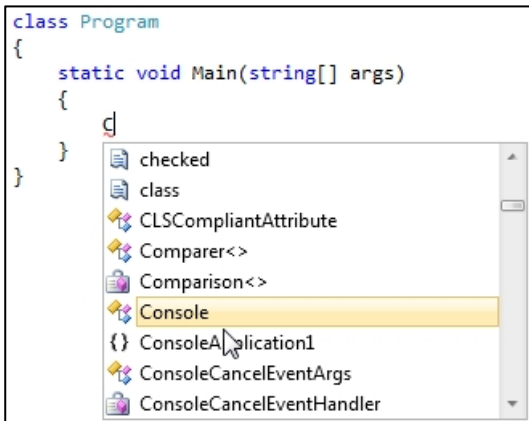 class Program
{
    static void Main(string[] args)
    {
        C
    }
}
checked
class
CLSCompliantAttribute
Comparer<>
Comparison<>
Console
{} ConsoleApplication1
ConsoleCancelEventArgs
ConsoleCancelEventHandler